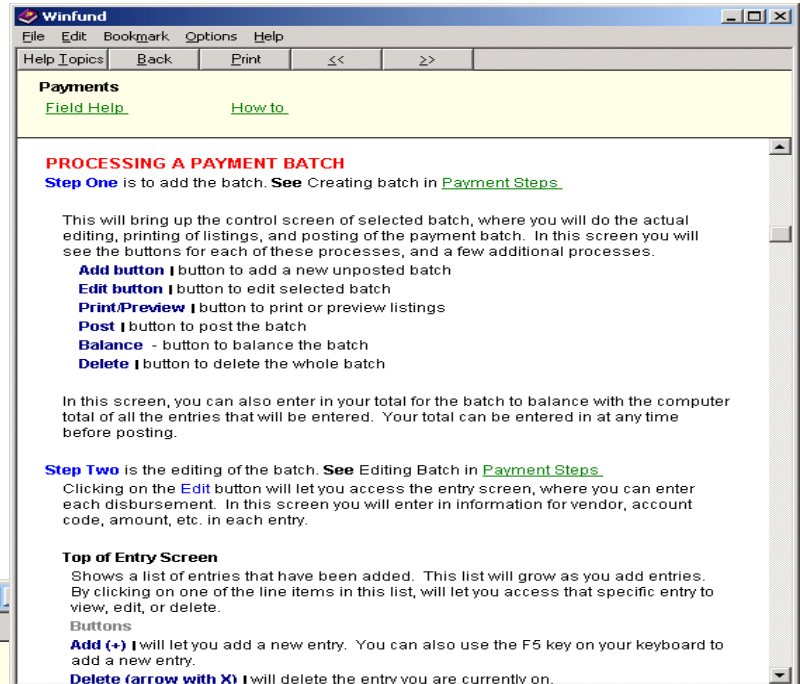 Winfund
File Edit Bookmark Options Help
Help Topics Back Print << >>
Payments
Field Help How to
PROCESSING A PAYMENT BATCH
Step One is to add the batch. See Creating batch in Payment Steps
This will bring up the control screen of selected batch, where you will do the actual
editing, printing of listings, and posting of the payment batch. In this screen you will
see the buttons for each of these processes, and a few additional processes.
Add button | button to add a new unposted batch
Edit button | button to edit selected batch
Print/Preview | button to print or preview listings
Post | button to post the batch
Balance - button to balance the batch
Delete | button to delete the whole batch
In this screen, you can also enter in your total for the batch to balance with the computer
total of all the entries that will be entered. Your total can be entered in at any time
before posting.
Step Two is the editing of the batch. See Editing Batch in Payment Steps
Clicking on the Edit button will let you access the entry screen, where you can enter
each disbursement. In this screen you will enter in information for vendor, account
code, amount, etc. in each entry.
Top of Entry Screen
Shows a list of entries that have been added. This list will grow as you add entries.
By clicking on one of the line items in this list, will let you access that specific entry to
view, edit, or delete.
Buttons
Add (+) | will let you add a new entry. You can also use the F5 key on your keyboard to
add a new entry.
Delete (arrow with X) | will delete the entry you are currently on.